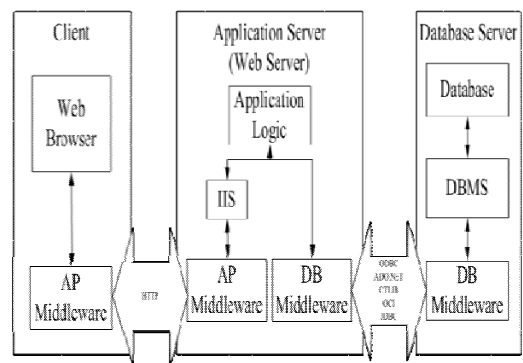 Client
Web
Browser
AP
Middleware
HTTP
Application Server
(Web Server)
Application
Logic
IIS
AP
Middleware
DB
Middleware
ODBC
ADO.NET
CTLIB
OCI
Database Server
Database
DBMS
DB
Middleware